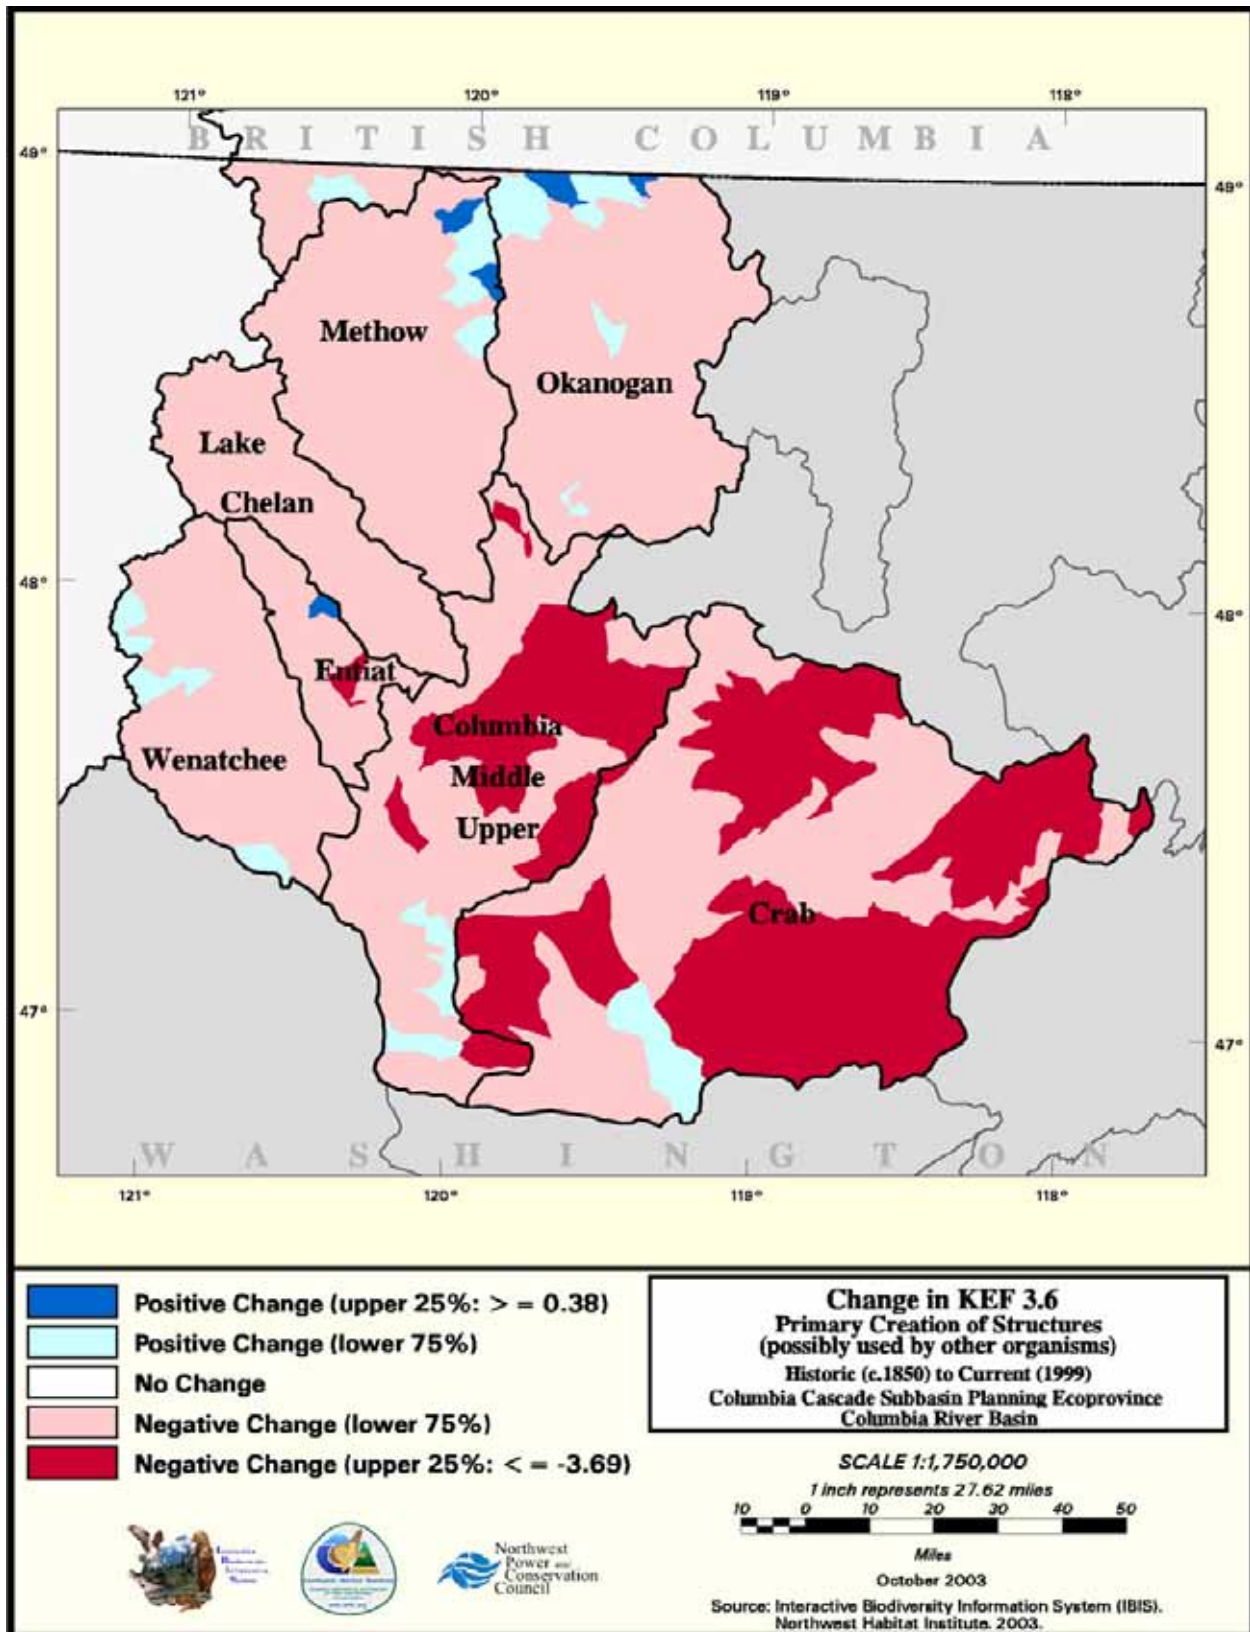 121° 120° 119° 118°
BRITISH COLUMBIA
49°
49°
Methow
Okanogan
Lake
Chelan
48°
48°
Entiat
Columbia
Wenatchee
Middle
Upper
Crab
47°
47°
WASHINGTON
121° 120° 119° 118°
Positive Change (upper 25%: > = 0.38)
Positive Change (lower 75%)
No Change
Negative Change (lower 75%)
Negative Change (upper 25%: < = -3.69)
Change in KEF 3.6
Primary Creation of Structures
(possibly used by other organisms)
Historic (c.1850) to Current (1999)
Columbia Cascade Subbasin Planning Ecoprovince
Columbia River Basin
SCALE 1:1,750,000
1 inch represents 27.62 miles
10 0 10 20 30 40 50
Miles
October 2003
Source: Interactive Biodiversity Information System (IBIS).
Northwest Habitat Institute. 2003.
Northwest
Power and
Conservation
Council